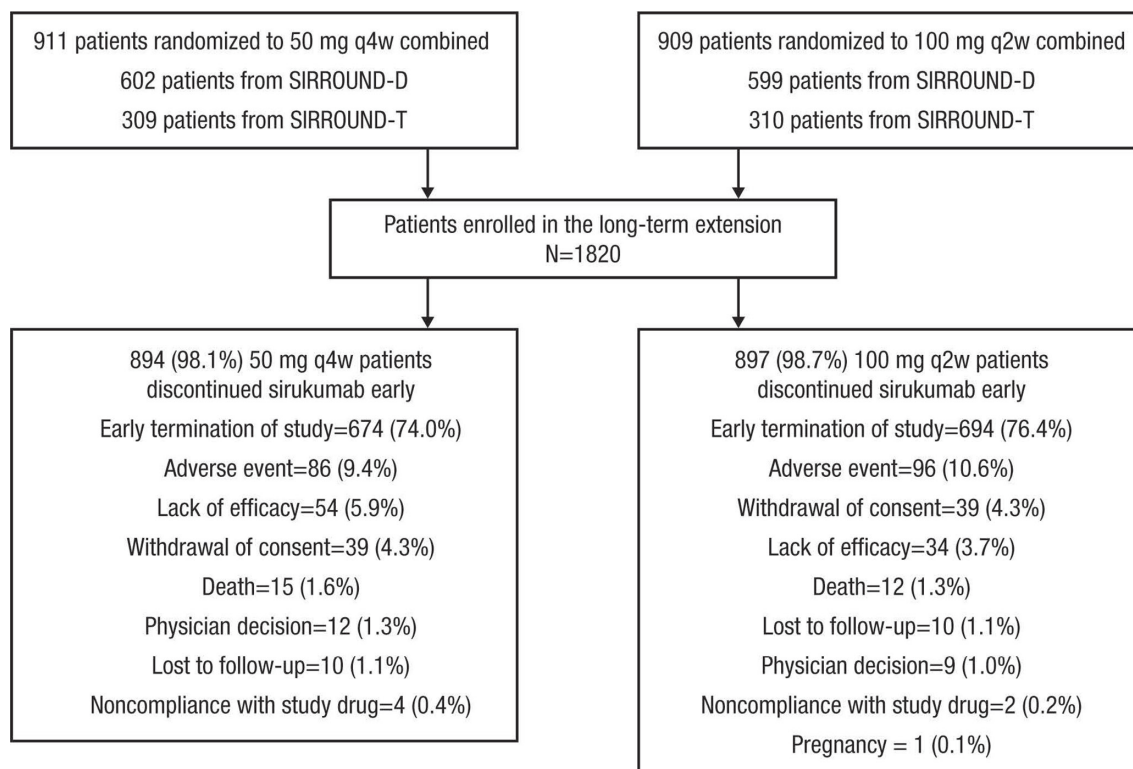 911 patients randomized to 50 mg q4w combined
602 patients from SIRROUND-D
309 patients from SIRROUND-T
909 patients randomized to 100 mg q2w combined
599 patients from SIRROUND-D
310 patients from SIRROUND-T
Patients enrolled in the long-term extension
N=1820
894 (98.1%) 50 mg q4w patients
discontinued sirukumab early
Early termination of study=674 (74.0%)
Adverse event=86 (9.4%)
Lack of efficacy=54 (5.9%)
Withdrawal of consent=39 (4.3%)
Death=15 (1.6%)
Physician decision=12 (1.3%)
Lost to follow-up=10 (1.1%)
Noncompliance with study drug=4 (0.4%)
897 (98.7%) 100 mg q2w patients
discontinued sirukumab early
Early termination of study=694 (76.4%)
Adverse event=96 (10.6%)
Withdrawal of consent=39 (4.3%)
Lack of efficacy=34 (3.7%)
Death=12 (1.3%)
Lost to follow-up=10 (1.1%)
Physician decision=9 (1.0%)
Noncompliance with study drug=2 (0.2%)
Pregnancy = 1 (0.1%)